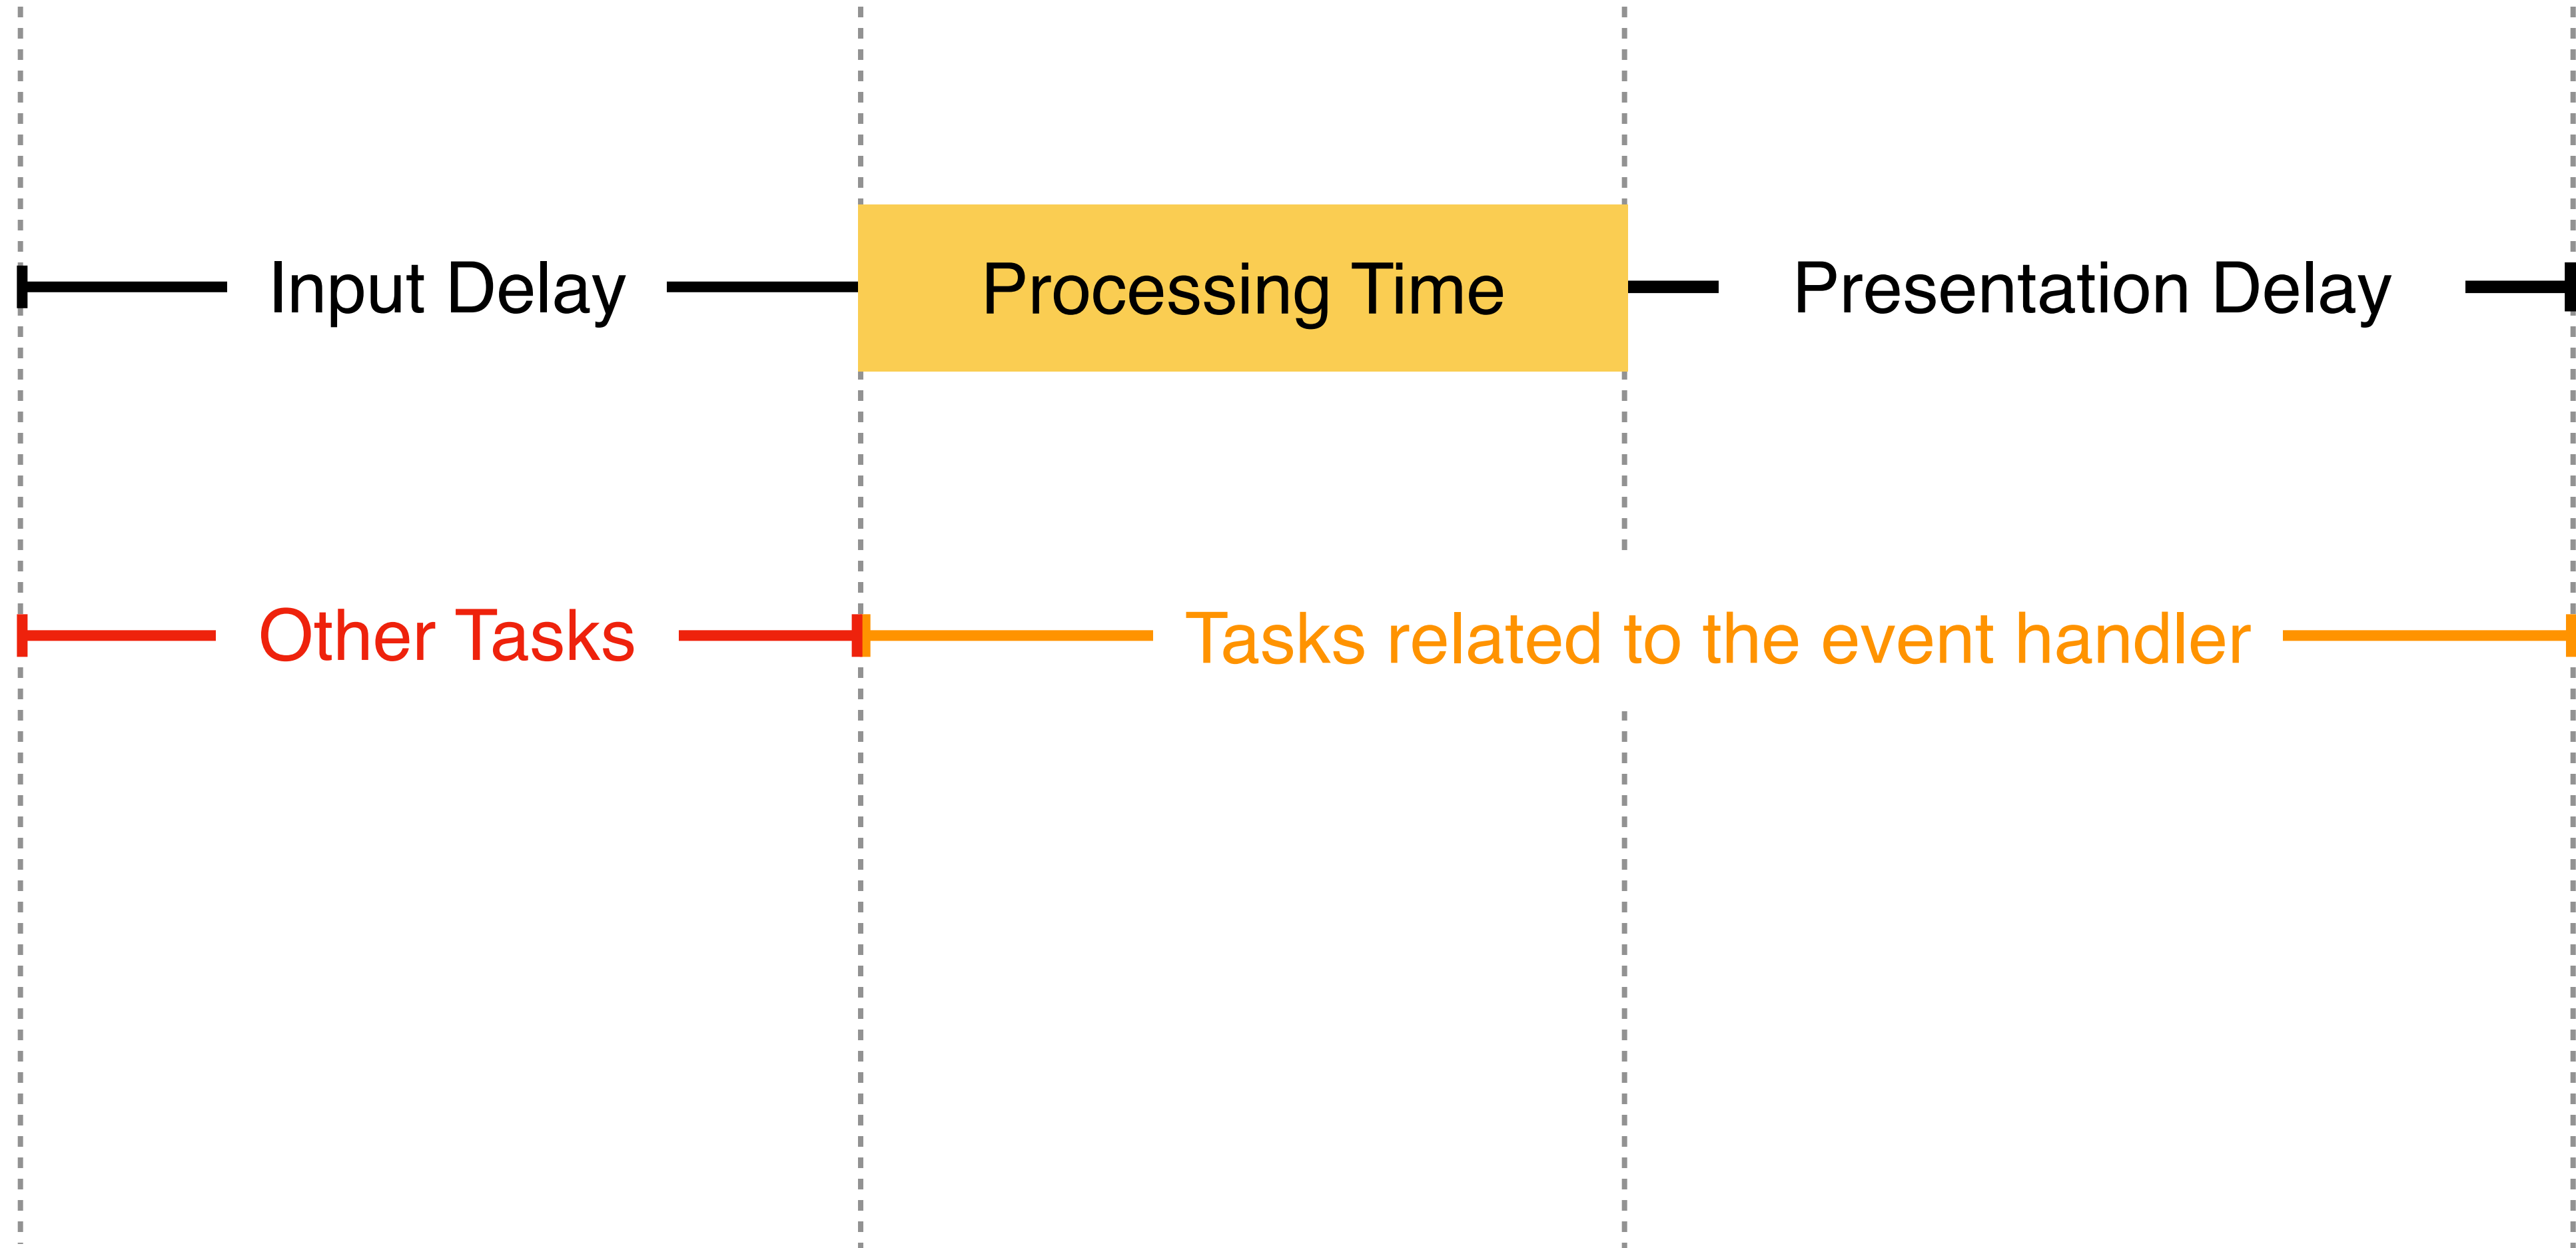 Input Delay
Processing Time
Presentation Delay
Other Tasks
Tasks related to the event handler